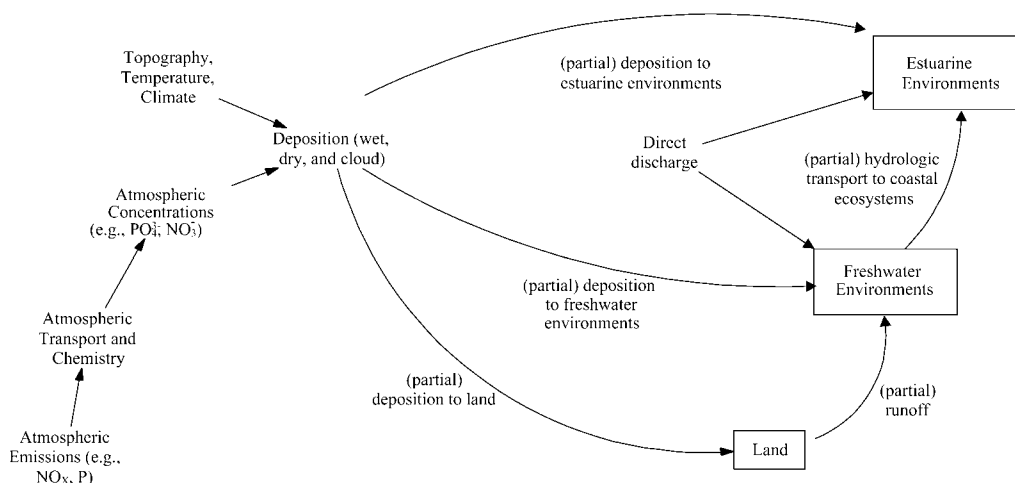 Topography,
Temperature,
Climate
Deposition (wet,
dry, and cloud)
(partial) deposition to
estuarine environments
Estuarine
Environments
Direct
discharge
(partial) hydrologic
transport to coastal
ecosystems
Atmospheric
Concentrations
(e.g., PO₄³⁻, NO₃⁻)
Freshwater
Environments
(partial) deposition
to freshwater
environments
Atmospheric
Transport and
Chemistry
(partial)
deposition to land
(partial)
runoff
Atmospheric
Emissions (e.g.,
NOX, P)
Land